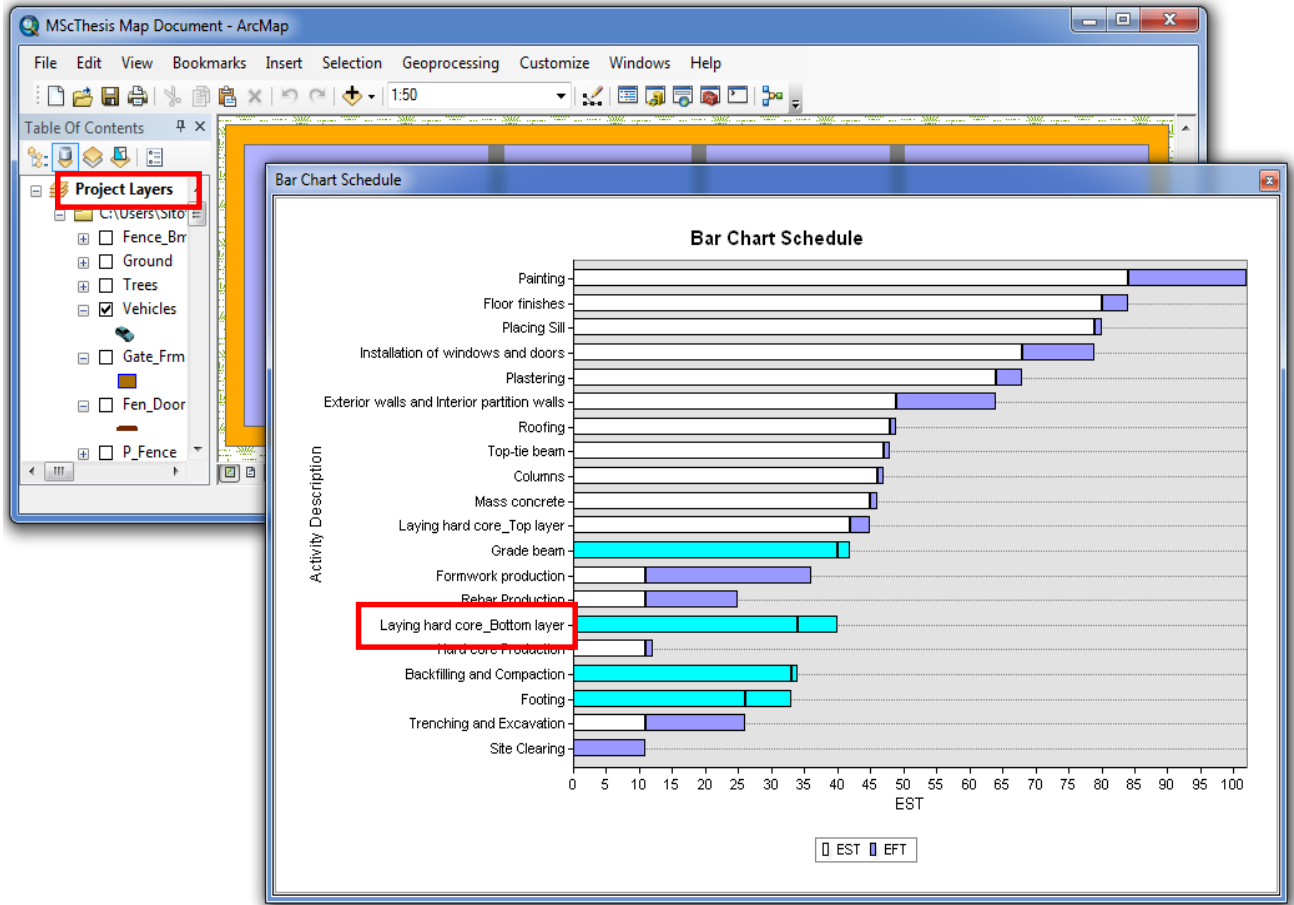 MScThesis Map Document - ArcMap
File Edit View Bookmarks Insert Selection Geoprocessing Customize Windows Help
1:50
Table Of Contents
Project Layers
C:\Users\Sito
Fence_Bm
Ground
Trees
Vehicles
Gate_Frm
Fen_Door
P_Fence
Bar Chart Schedule
Bar Chart Schedule
Activity Description
Painting
Floor finishes
Placing Sill
Installation of windows and doors
Plastering
Exterior walls and Interior partition walls
Roofing
Top-tie beam
Columns
Mass concrete
Laying hard core_Top layer
Grade beam
Formwork production
Rebar Production
Laying hard core_Bottom layer
Hard core Production
Backfilling and Compaction
Footing
Trenching and Excavation
Site Clearing
0 5 10 15 20 25 30 35 40 45 50 55 60 65 70 75 80 85 90 95 100
EST
EST EFT